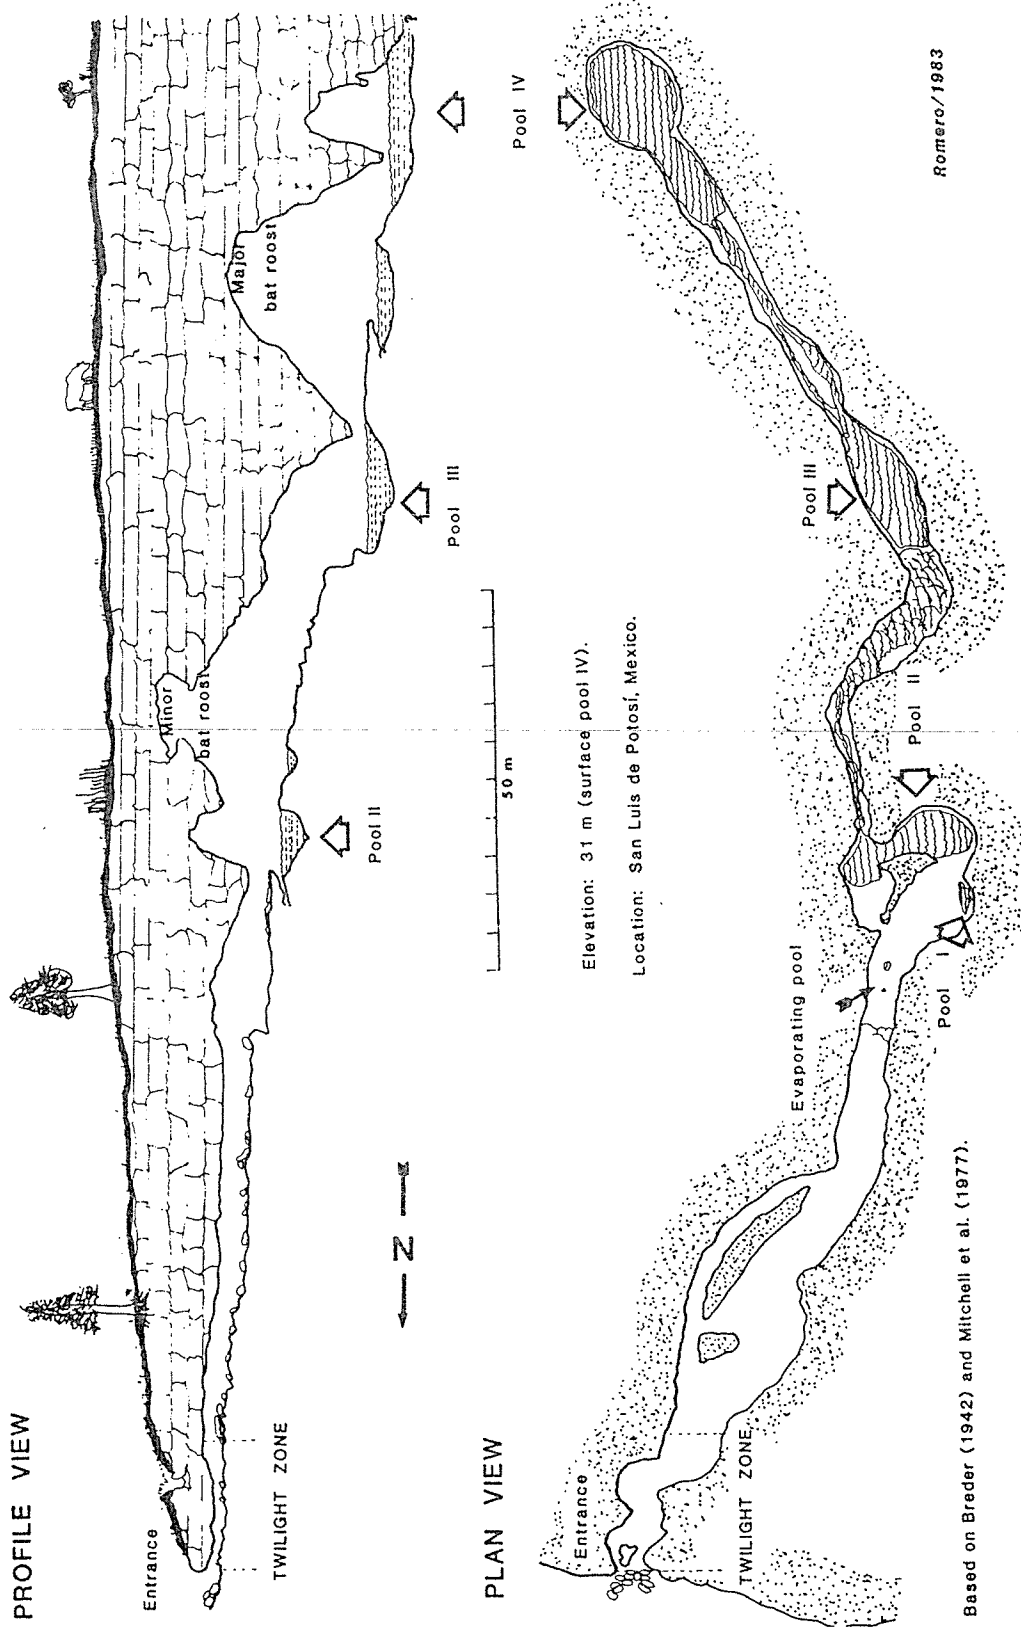 PROFILE VIEW
Entrance
TWILIGHT ZONE
Minor
bat roost
Major
bat roost
Pool II
Pool III
Pool IV
N
50 m
Elevation: 31 m (surface pool IV).
Location: San Luis de Potosí, Mexico.
PLAN VIEW
Entrance
TWILIGHT ZONE
Evaporating pool
Pool I
Pool II
Pool III
Based on Breder (1942) and Mitchell et al. (1977).
Romero/1983